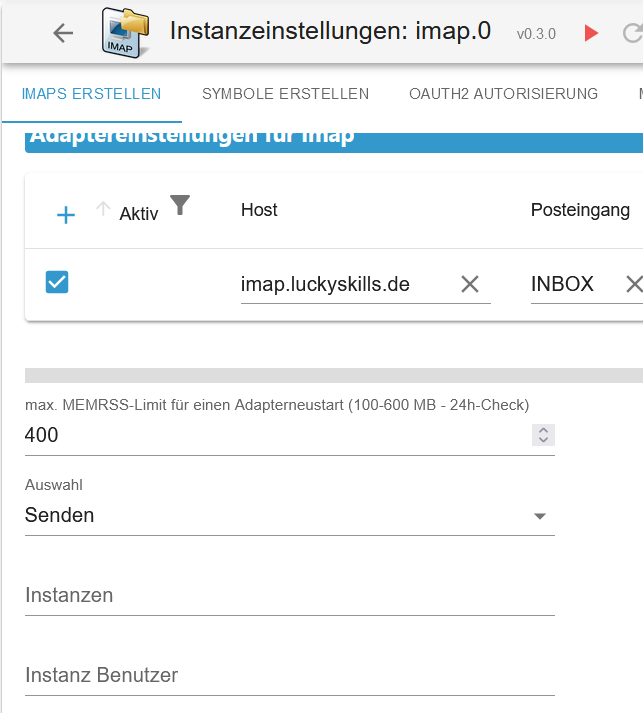 IMAP
Instanzeinstellungen: imap.0 v0.3.0
IMAPS ERSTELLEN SYMBOLE ERSTELLEN OAUTH2 AUTORISIERUNG
Adaptereinstellungen für imap
Aktiv Host Posteingang
imap.luckyskills.de INBOX
max. MEMRSS-Limit für einen Adapterneustart (100-600 MB - 24h-Check)
400
Auswahl
Senden
Instanzen
Instanz Benutzer